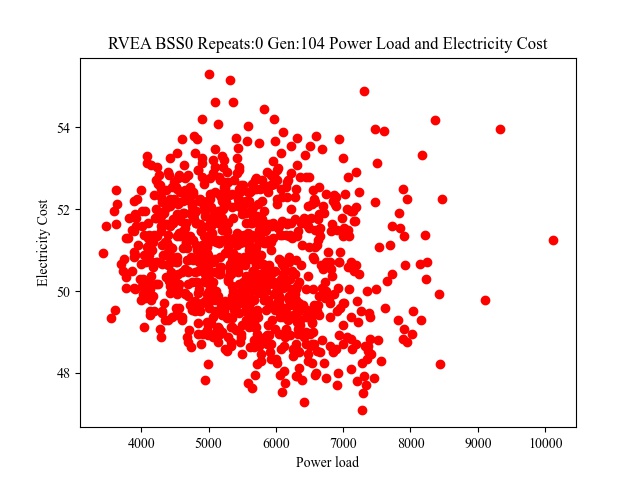 RVEA BSS0 Repeats:0 Gen:104 Power Load and Electricity Cost
54
52
50
48
Electricity Cost
4000 5000 6000 7000 8000 9000 10000
Power load